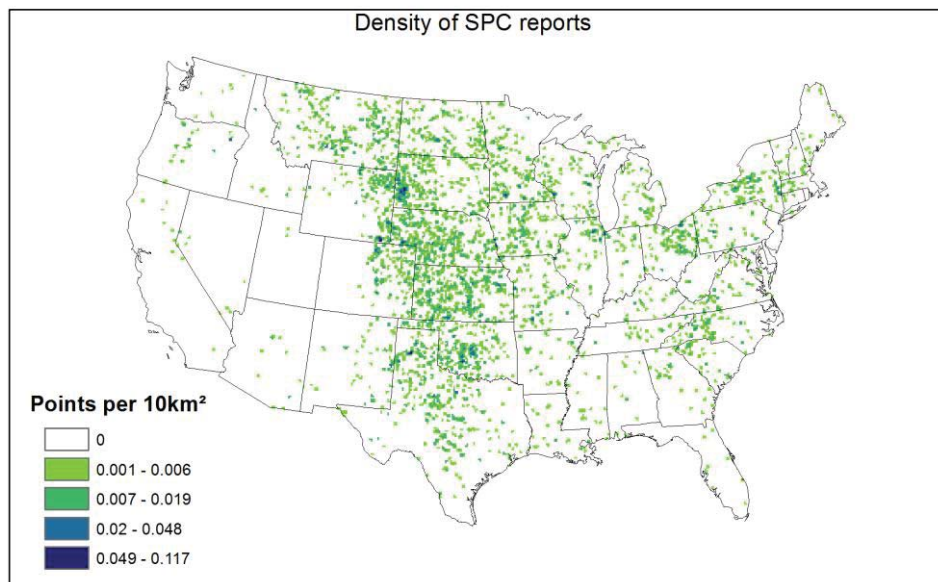 Density of SPC reports
Points per 10km²
0
0.001 - 0.006
0.007 - 0.019
0.02 - 0.048
0.049 - 0.117